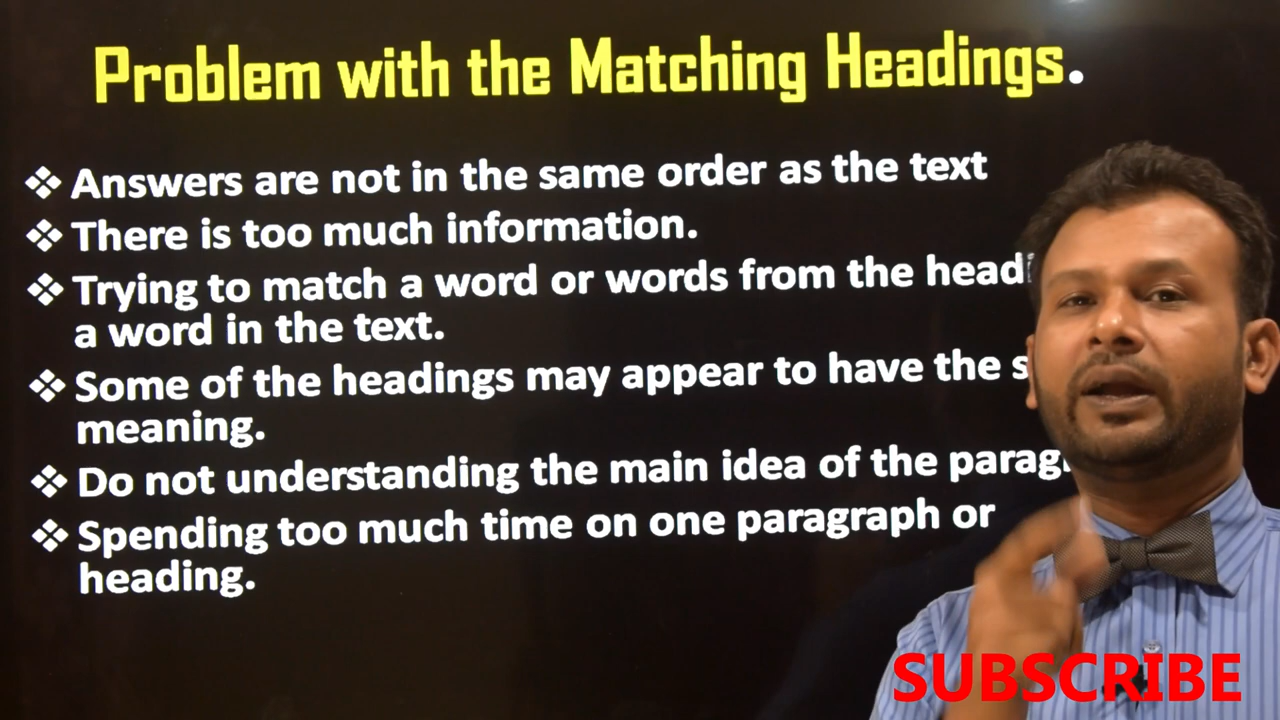 Problem with the Matching Headings.
❖ Answers are not in the same order as the text
❖ There is too much information.
❖ Trying to match a word or words from the
a word in the text.
❖ Some of the headings may appear to have the
meaning.
❖ Do not understanding the main idea of the
❖ Spending too much time on one paragraph or
heading.
SUBSCRIBE